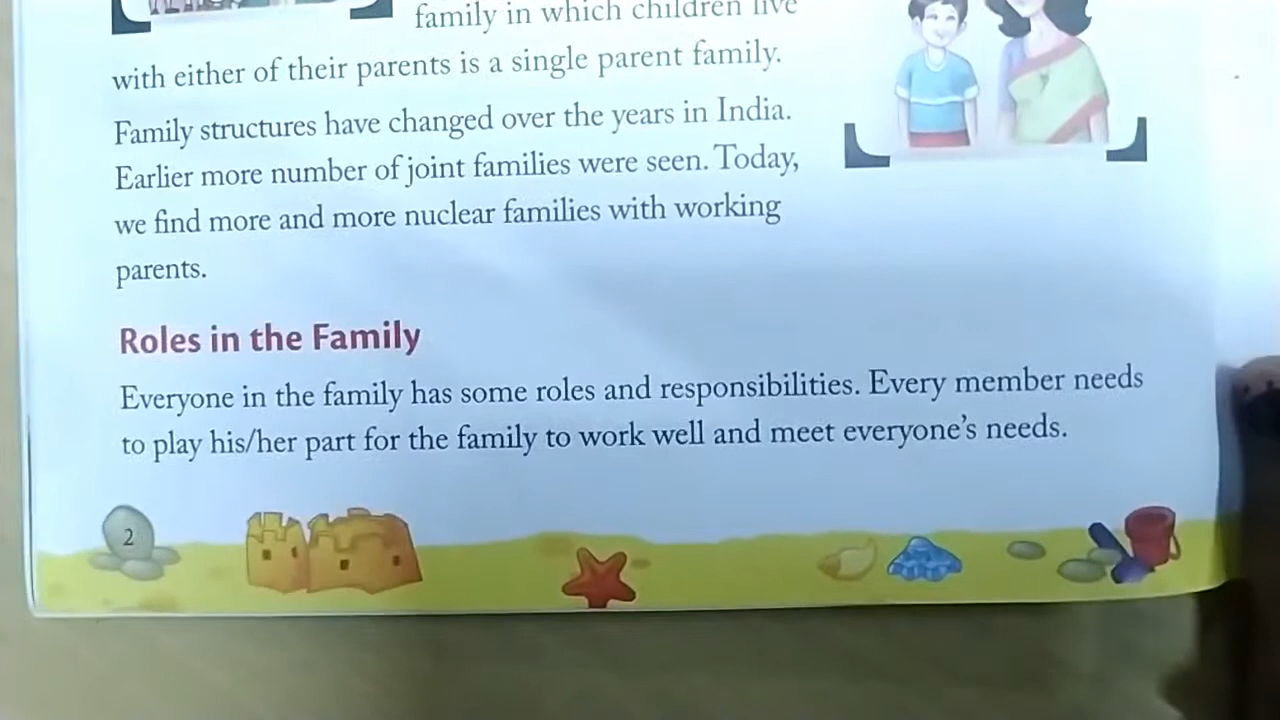 family in which children live
with either of their parents is a single parent family.
Family structures have changed over the years in India.
Earlier more number of joint families were seen. Today,
we find more and more nuclear families with working
parents.
Roles in the Family
Everyone in the family has some roles and responsibilities. Every member needs
to play his/her part for the family to work well and meet everyone's needs.
2